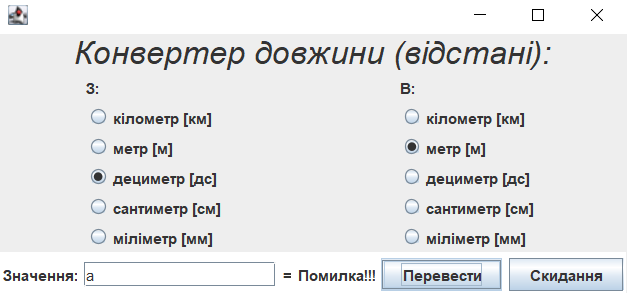 Конвертер довжини (відстані):
З: В:
кілометр [км] кілометр [км]
метр [м] метр [м]
дециметр [дс] дециметр [дс]
сантиметр [см] сантиметр [см]
міліметр [мм] міліметр [мм]
Значення: а = Помилка!!! Перевести Скидання